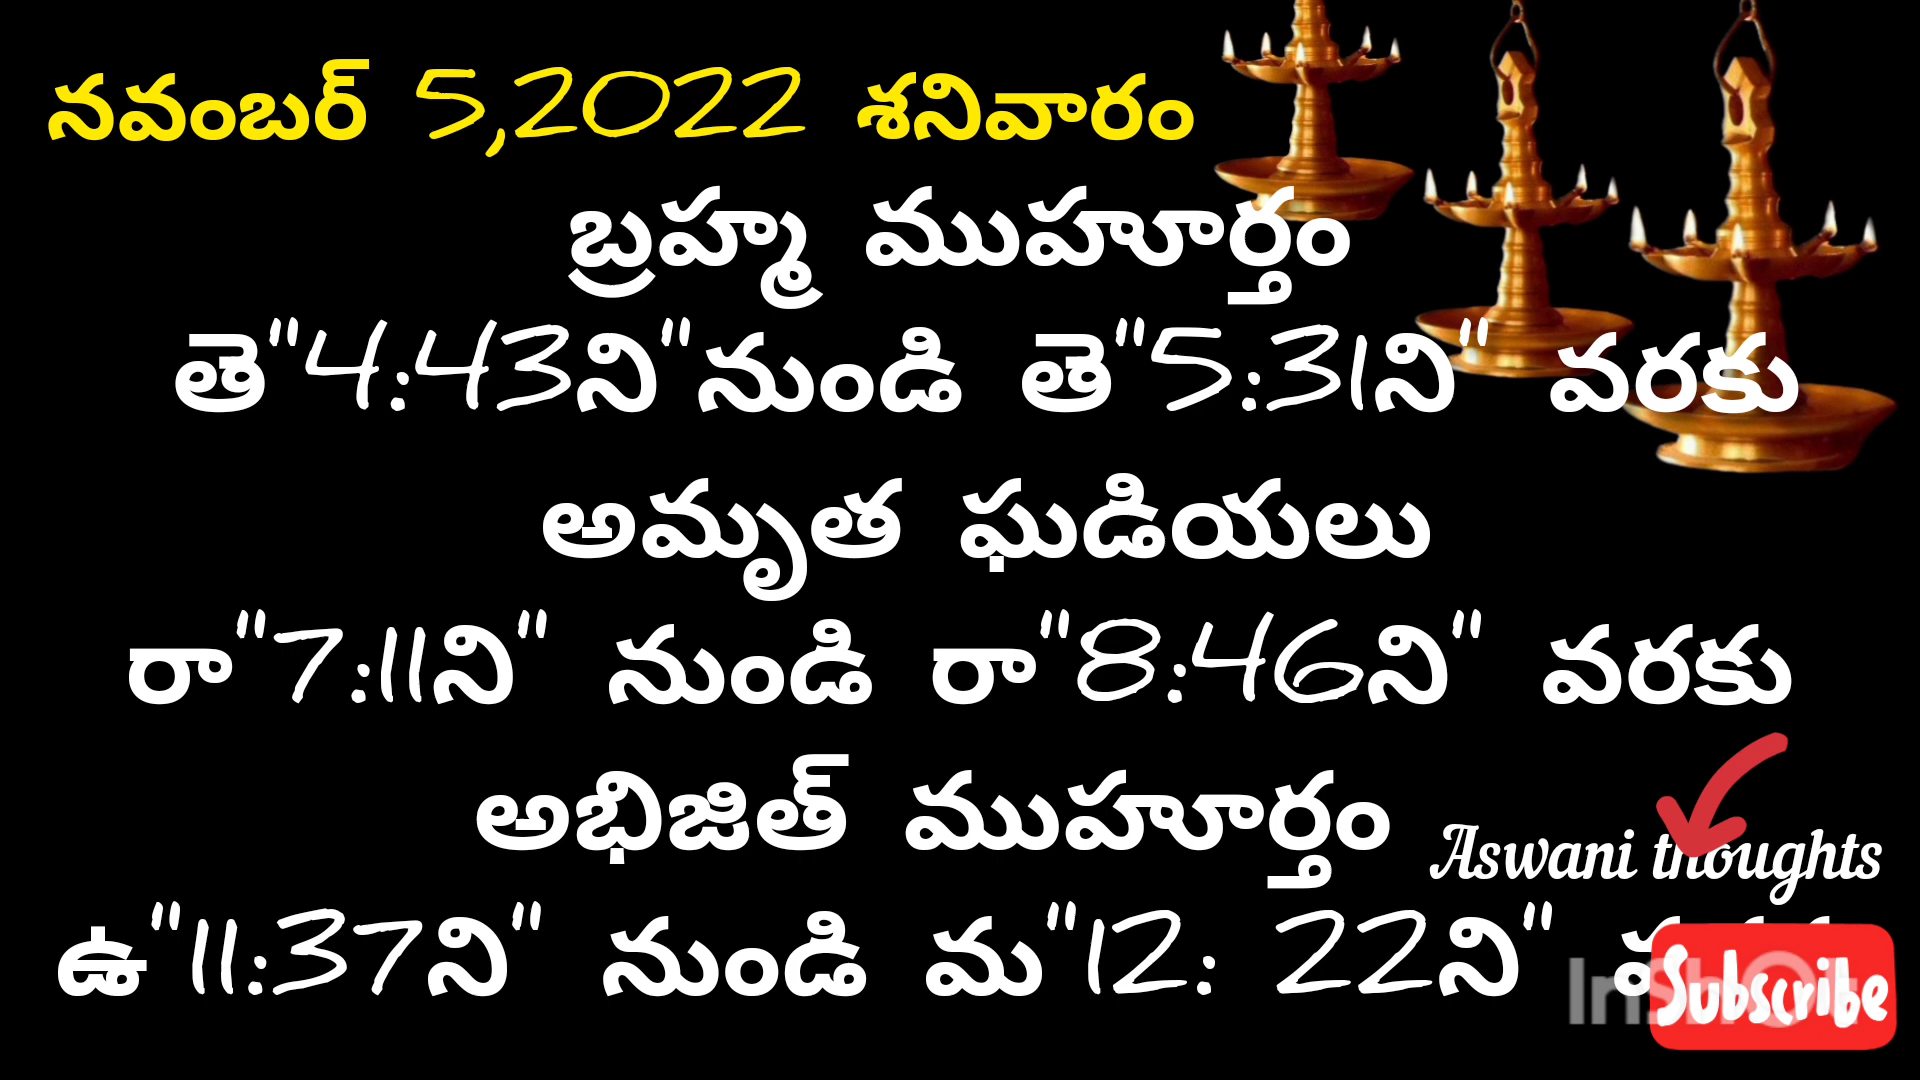 నవంబర్ 5,2022 శనివారం
బ్రహ్మ ముహూర్తం
తె"4:43ని"నుండి తె"5:31ని" వరకు
అమృత ఘడియలు
రా"7:11ని" నుండి రా"8:46ని" వరకు
అభిజిత్ ముహూర్తం
Aswani thoughts
ఉ"11:37ని" నుండి మ"12: 22ని"
Subscribe